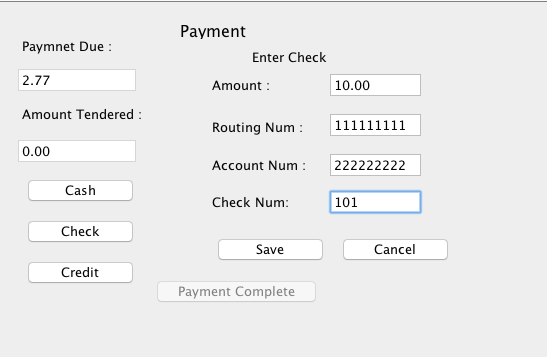 Payment
Paymnet Due :
2.77
Amount Tendered :
0.00
Cash
Check
Credit
Enter Check
Amount :
10.00
Routing Num :
111111111
Account Num :
222222222
Check Num:
101
Save
Cancel
Payment Complete